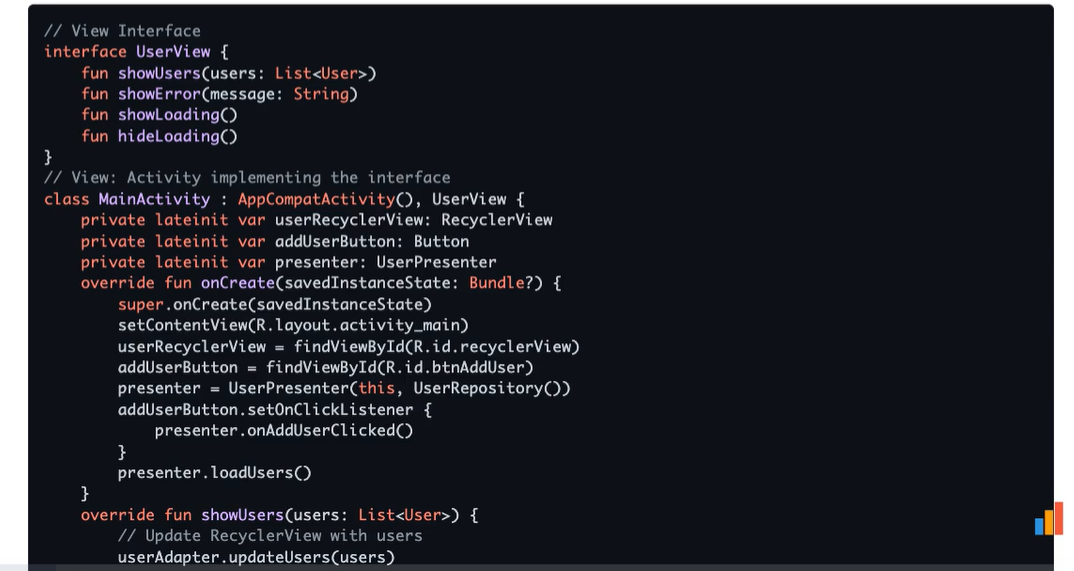 // View Interface
interface UserView {
    fun showUsers(users: List<User>)
    fun showError(message: String)
    fun showLoading()
    fun hideLoading()
}
// View: Activity implementing the interface
class MainActivity : AppCompatActivity(), UserView {
    private lateinit var userRecyclerView: RecyclerView
    private lateinit var addUserButton: Button
    private lateinit var presenter: UserPresenter
    override fun onCreate(savedInstanceState: Bundle?) {
        super.onCreate(savedInstanceState)
        setContentView(R.layout.activity_main)
        userRecyclerView = findViewById(R.id.recyclerView)
        addUserButton = findViewById(R.id.btnAddUser)
        presenter = UserPresenter(this, UserRepository())
        addUserButton.setOnClickListener {
            presenter.onAddUserClicked()
        }
        presenter.loadUsers()
    }
    override fun showUsers(users: List<User>) {
        // Update RecyclerView with users
        userAdapter.updateUsers(users)